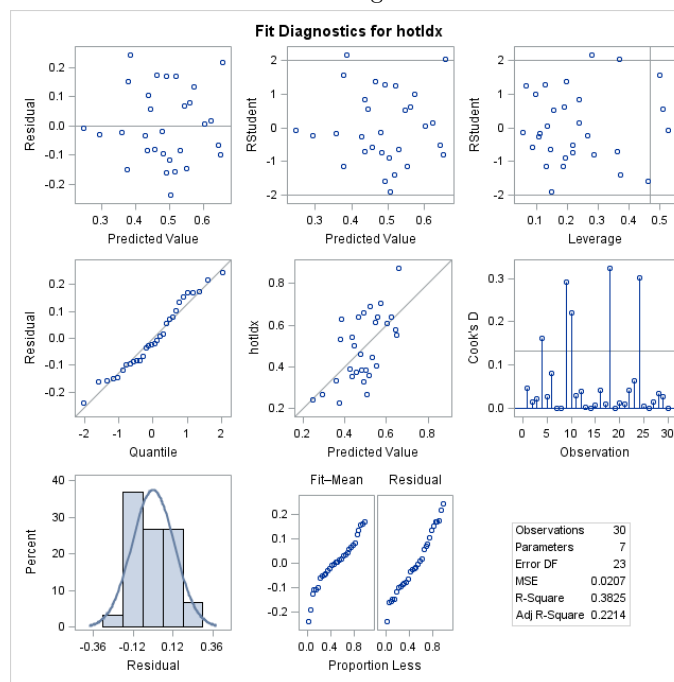 Fit Diagnostics for hotIdx
Residual
0.2
0.1
0.0
-0.1
-0.2
0.3 0.4 0.5 0.6
Predicted Value
RStudent
2
1
0
-1
-2
0.3 0.4 0.5 0.6
Predicted Value
RStudent
2
1
0
-1
-2
0.1 0.2 0.3 0.4 0.5
Leverage
Residual
0.2
0.0
-0.2
-2 -1 0 1 2
Quantile
hotIdx
0.8
0.6
0.4
0.2
0.2 0.4 0.6 0.8
Predicted Value
Cook's D
0.3
0.2
0.1
0.0
0 5 10 15 20 25 30
Observation
Percent
40
30
20
10
0
-0.36 -0.12 0.12 0.36
Residual
Fit–Mean Residual
0.2
0.1
0.0
-0.1
-0.2
0.0 0.4 0.8 0.0 0.4 0.8
Proportion Less
Observations 30
Parameters 7
Error DF 23
MSE 0.0207
R-Square 0.3825
Adj R-Square 0.2214